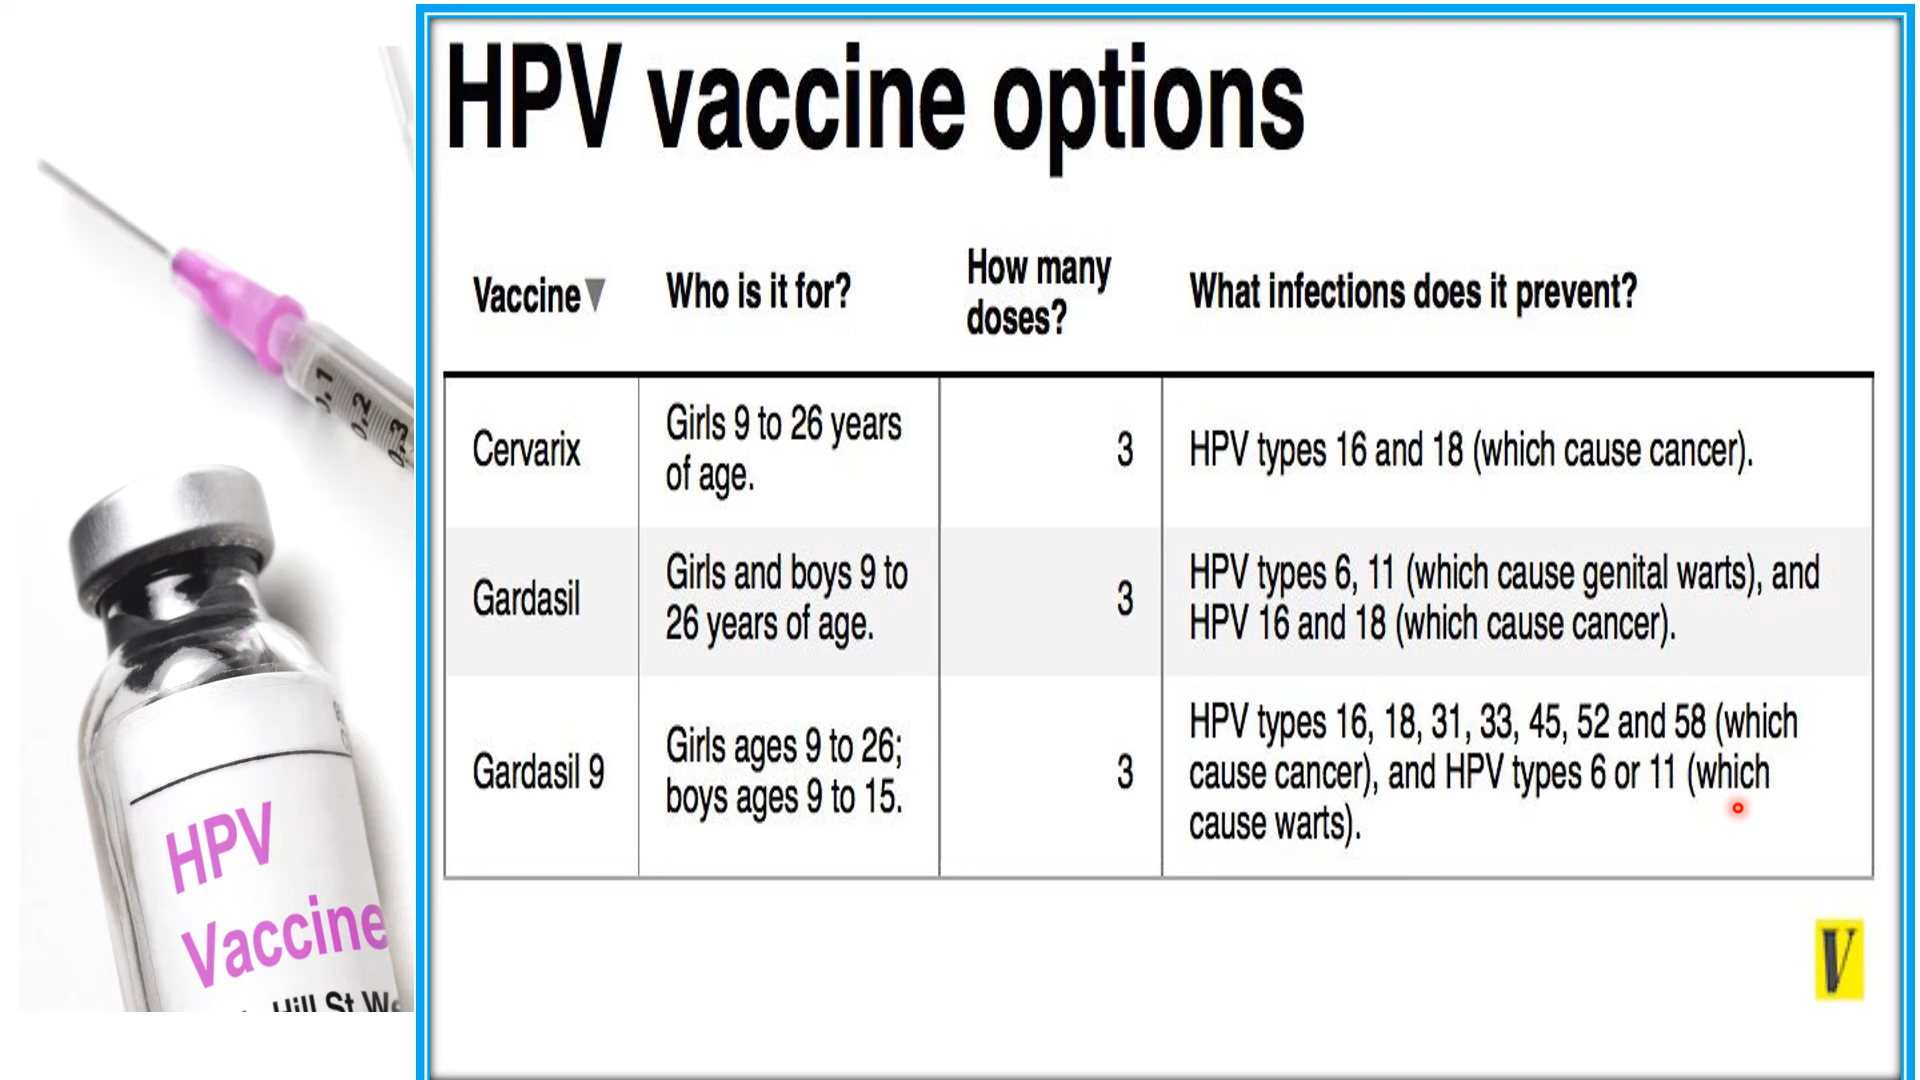 HPV vaccine options
Vaccine▼
Who is it for?
How many
doses?
What infections does it prevent?
Cervarix
Girls 9 to 26 years
of age.
3
HPV types 16 and 18 (which cause cancer).
Gardasil
Girls and boys 9 to
26 years of age.
3
HPV types 6, 11 (which cause genital warts), and
HPV 16 and 18 (which cause cancer).
Gardasil 9
Girls ages 9 to 26;
boys ages 9 to 15.
3
HPV types 16, 18, 31, 33, 45, 52 and 58 (which
cause cancer), and HPV types 6 or 11 (which
cause warts).
V
0.1
0.2
0.3
HPV
Vaccine
Hill St